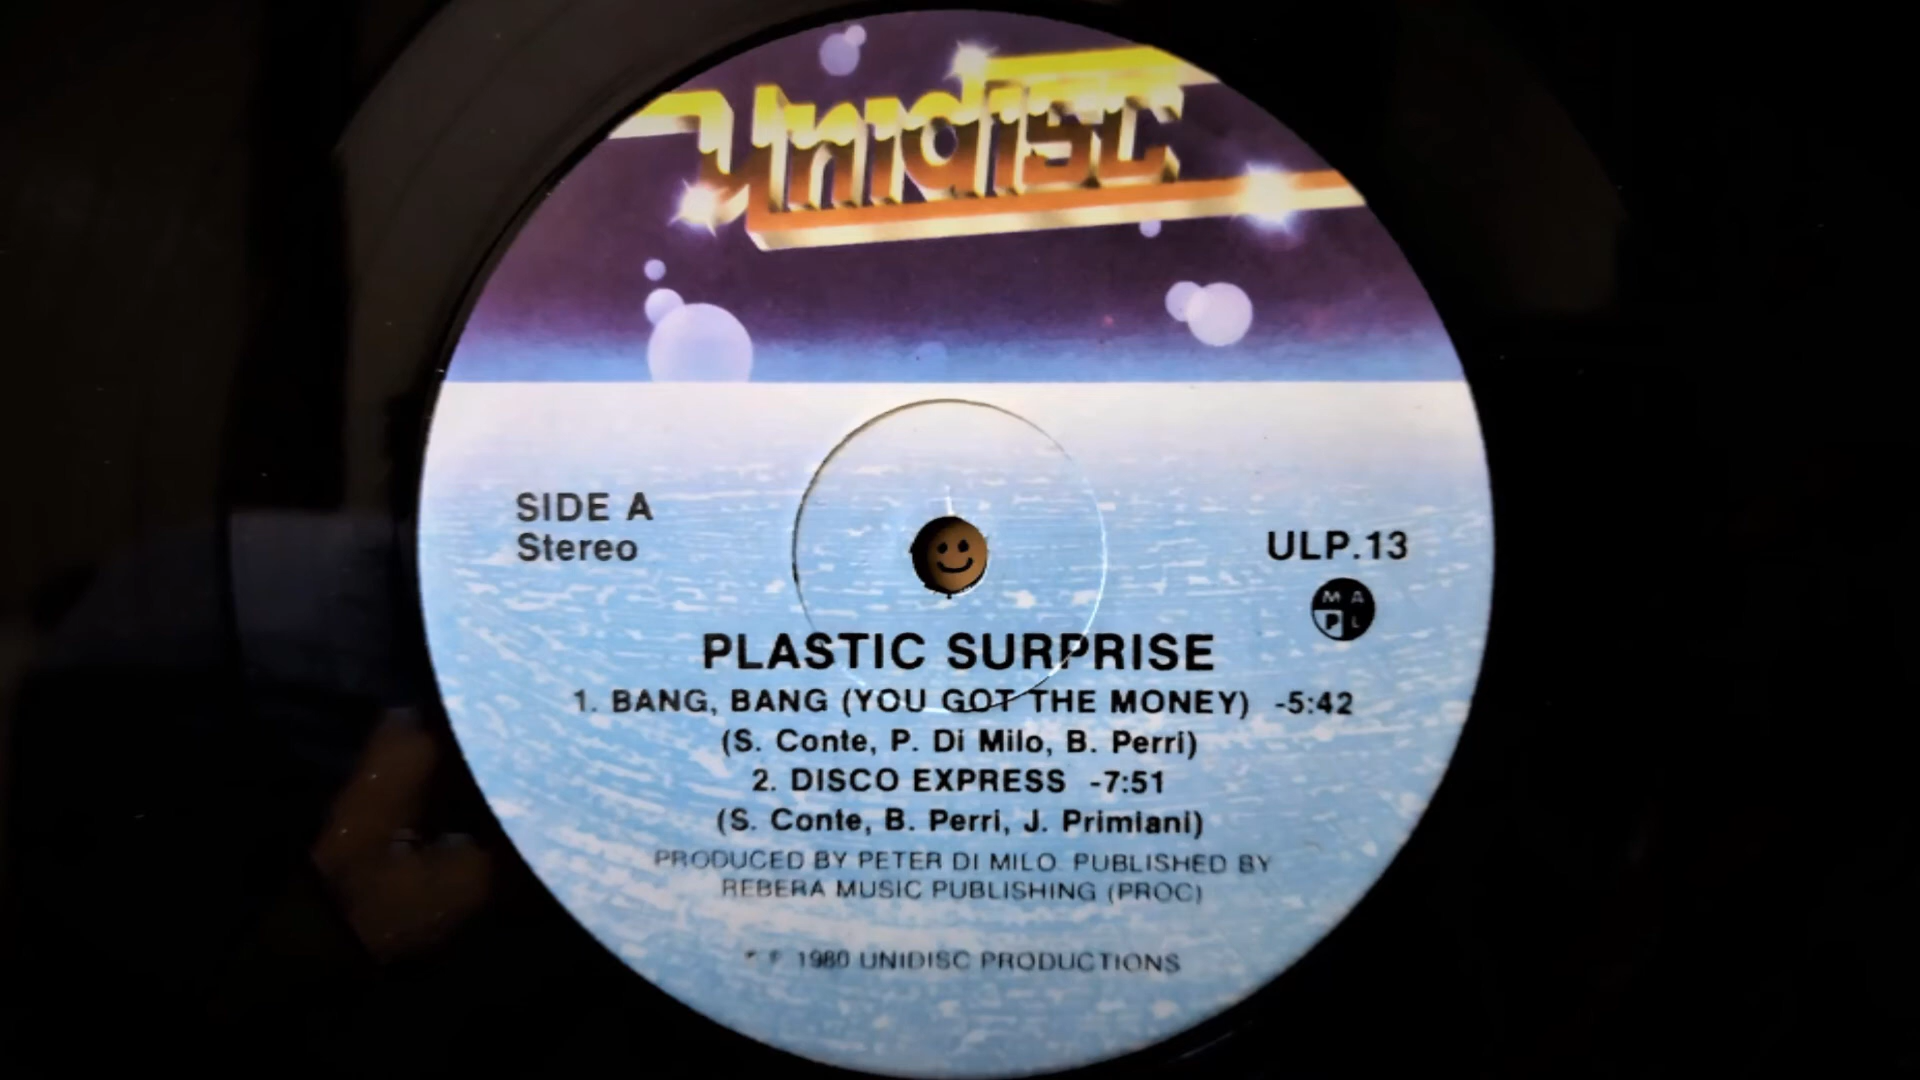 Unidisc
SIDE A
Stereo
ULP.13
M A
P L
PLASTIC SURPRISE
1. BANG, BANG (YOU GOT THE MONEY) -5:42
(S. Conte, P. Di Milo, B. Perri)
2. DISCO EXPRESS -7:51
(S. Conte, B. Perri, J. Primiani)
PRODUCED BY PETER DI MILO. PUBLISHED BY
REBERA MUSIC PUBLISHING (PROC)
1980 UNIDISC PRODUCTIONS